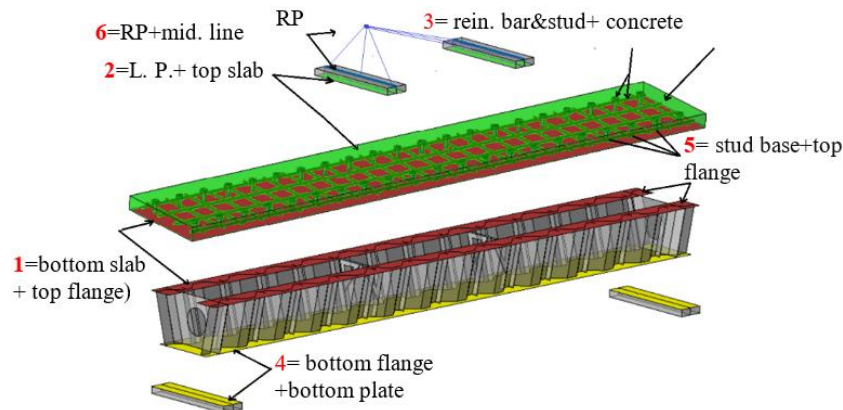 6=RP+mid. line
RP
3= rein. bar&stud+ concrete
2=L. P.+ top slab
5= stud base+top
flange
1=bottom slab
+ top flange)
4= bottom flange
+bottom plate